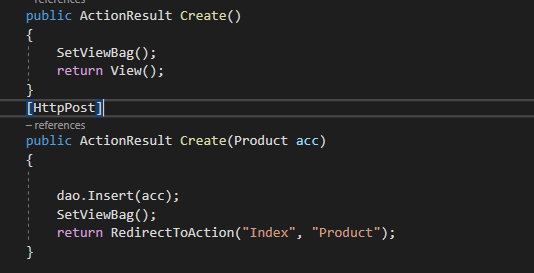 references
public ActionResult Create()
{
SetViewBag();
return View();
}
[HttpPost]
– references
public ActionResult Create(Product acc)
{
dao.Insert(acc);
SetViewBag();
return RedirectToAction("Index", "Product");
}